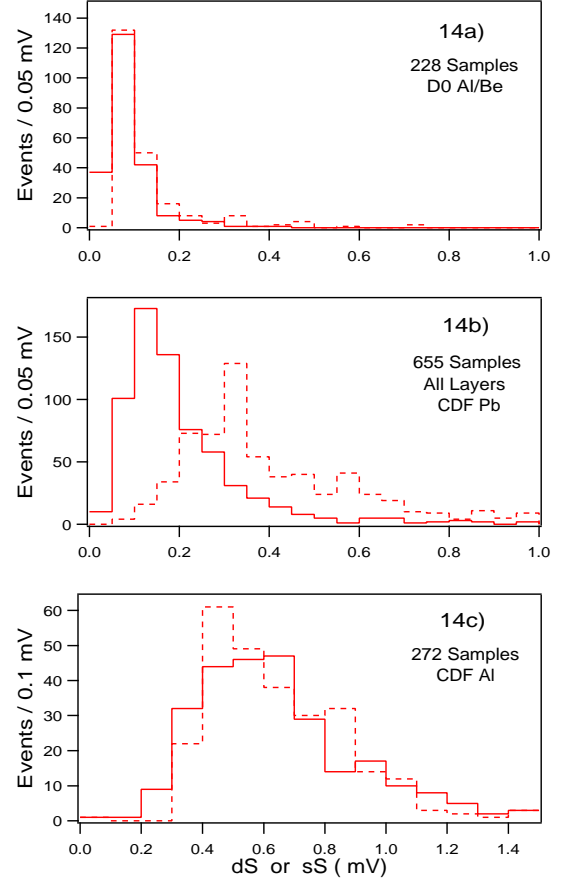 14a)
228 Samples
D0 Al/Be
Events / 0.05 mV
140
120
100
80
60
40
20
0
0.0 0.2 0.4 0.6 0.8 1.0
14b)
655 Samples
All Layers
CDF Pb
Events / 0.05 mV
150
100
50
0
0.0 0.2 0.4 0.6 0.8 1.0
14c)
272 Samples
CDF Al
Events / 0.1 mV
60
50
40
30
20
10
0
0.0 0.2 0.4 0.6 0.8 1.0 1.2 1.4
dS or sS ( mV)